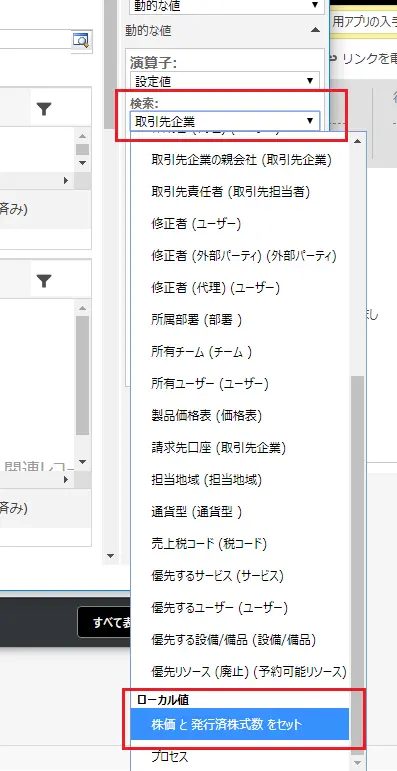 動的な値
用アプリの入手
動的な値
リンクを電
演算子:
設定値
検索:
取引先企業
取引先企業の親会社 (取引先企業)
取引先責任者 (取引先担当者)
修正者 (ユーザー)
済み)
修正者 (外部パーティ) (外部パーティ)
修正者 (代理) (ユーザー)
所属部署 (部署 )
所有チーム (チーム )
所有ユーザー (ユーザー)
製品価格表 (価格表)
請求先口座 (取引先企業)
関連レコー
担当地域 (担当地域)
済み)
通貨型 (通貨型 )
売上税コード (税コード)
優先するサービス (サービス)
優先するユーザー (ユーザー)
すべて表
優先する設備/備品 (設備/備品)
優先リソース (廃止) (予約可能リソース)
ローカル値
株価 と 発行済株式数 をセット
プロセス